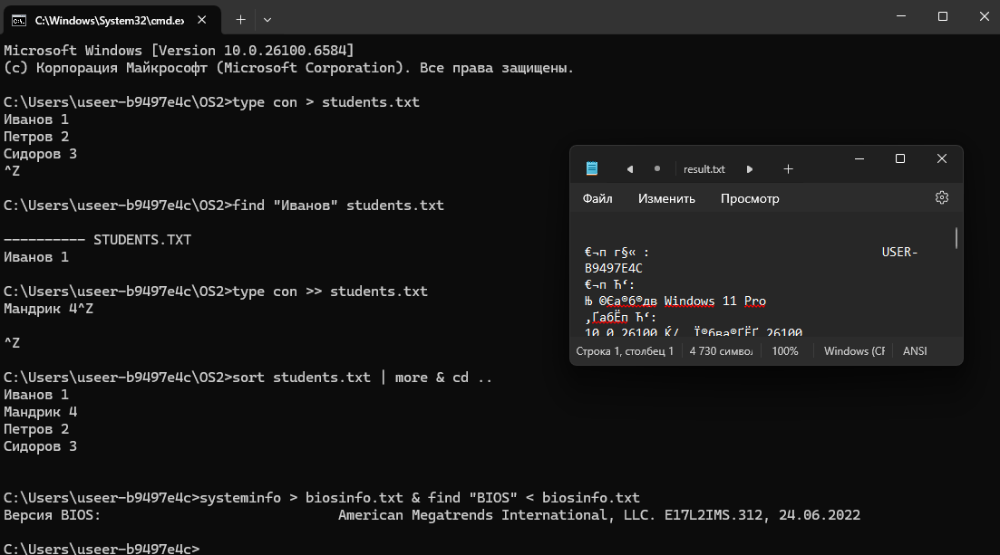 C:\Windows\System32\cmd.ex
Microsoft Windows [Version 10.0.26100.6584]
(c) Корпорация Майкрософт (Microsoft Corporation). Все права защищены.
C:\Users\useer-b9497e4c\OS2>type con > students.txt
Иванов 1
Петров 2
Сидоров 3
^Z
C:\Users\useer-b9497e4c\OS2>find "Иванов" students.txt
---------- STUDENTS.TXT
Иванов 1
C:\Users\useer-b9497e4c\OS2>type con >> students.txt
Мандрик 4^Z
^Z
C:\Users\useer-b9497e4c\OS2>sort students.txt | more & cd ..
Иванов 1
Мандрик 4
Петров 2
Сидоров 3
C:\Users\useer-b9497e4c>systeminfo > biosinfo.txt & find "BIOS" < biosinfo.txt
Версия BIOS: American Megatrends International, LLC. E17L2IMS.312, 24.06.2022
C:\Users\useer-b9497e4c>
result.txt
Файл Изменить Просмотр
€¬п г§« : USER-
B9497E4C
€¬п Ћ‘:
Windows 11 Pro
‚ҐабЁп Ћ‘:
10.0.26100 26100
Строка 1, столбец 1 4 730 символ 100% Windows (CF ANSI